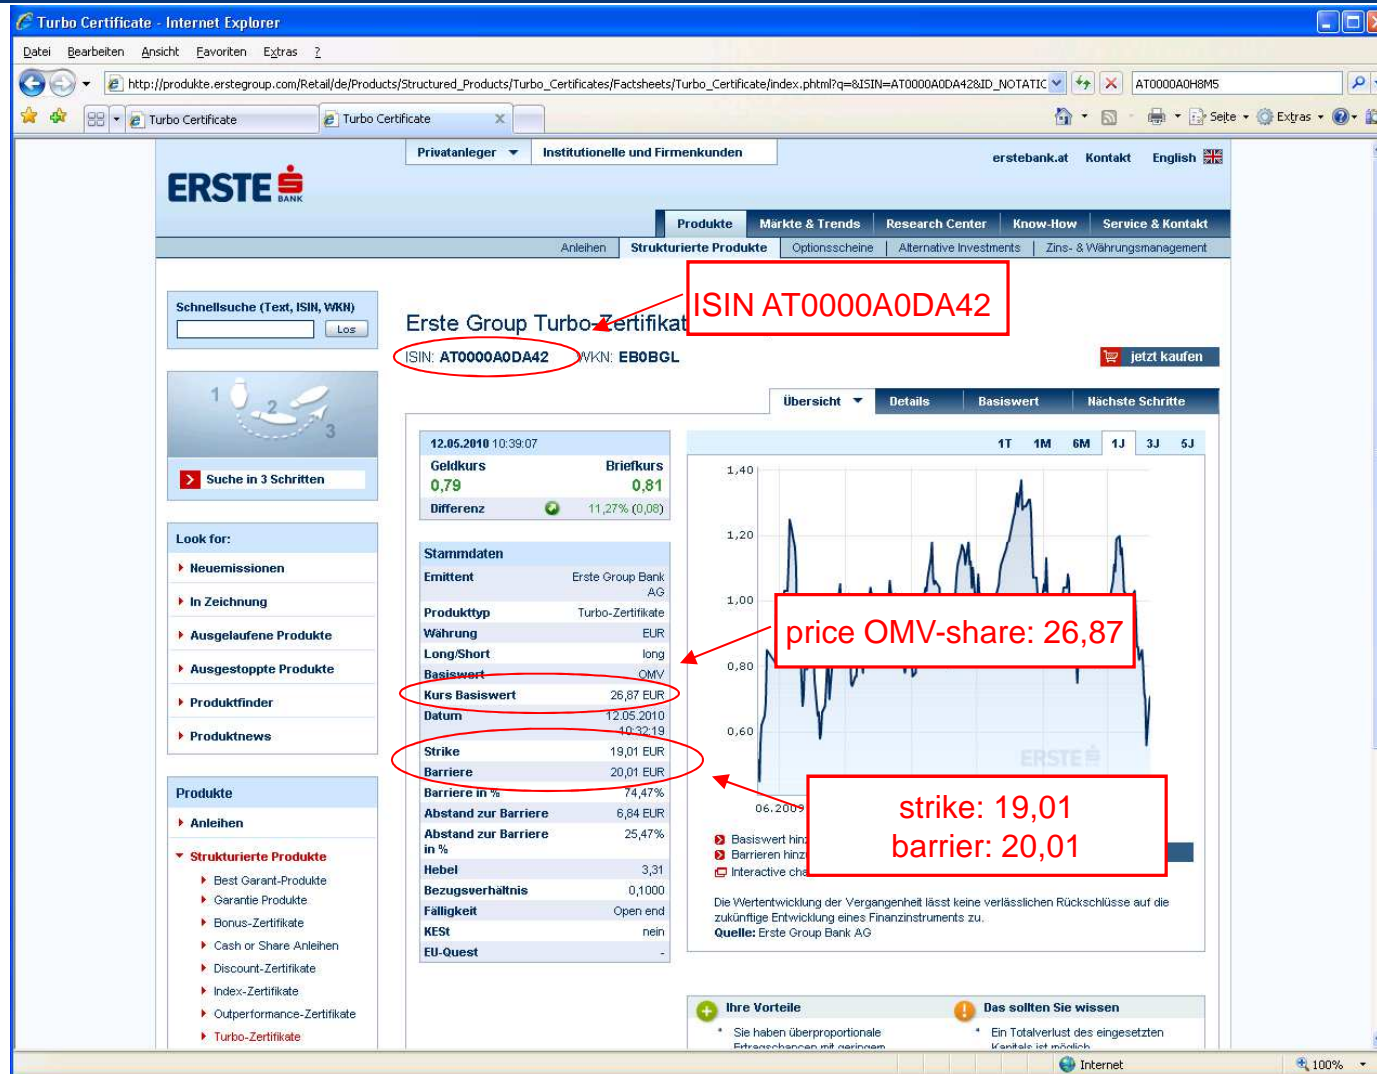 Turbo Certificate - Internet Explorer
Datei Bearbeiten Ansicht Favoriten Extras ?
http://produkte.erstegroup.com/Retail/de/Products/Structured_Products/Turbo_Certificates/Factsheets/Turbo_Certificate/index.phtml?q=&ISIN=AT0000A0DA42&ID_NOTATIC
AT0000A0H8M5
Turbo Certificate
Turbo Certificate
Seite Extras
Privatanleger Institutionelle und Firmenkunden
erstebank.at Kontakt English
ERSTE BANK
Produkte Märkte & Trends Research Center Know-How Service & Kontakt
Anleihen Strukturierte Produkte Optionsscheine Alternative Investments Zins- & Währungsmanagement
Schnellsuche (Text, ISIN, WKN)
Los
1 2 3
Suche in 3 Schritten
Look for:
Neuemissionen
In Zeichnung
Ausgelaufene Produkte
Ausgestoppte Produkte
Produktfinder
Produktnews
Produkte
Anleihen
Strukturierte Produkte
Best Garant-Produkte
Garantie Produkte
Bonus-Zertifikate
Cash or Share Anleihen
Discount-Zertifikate
Index-Zertifikate
Outperformance-Zertifikate
Turbo-Zertifikate
Erste Group Turbo-Zertifikat
ISIN AT0000A0DA42
ISIN: AT0000A0DA42 WKN: EB0BGL
jetzt kaufen
Übersicht Details Basiswert Nächste Schritte
12.05.2010 10:39:07
Geldkurs Briefkurs
0,79 0,81
Differenz 11,27% (0,08)
Stammdaten
Emittent Erste Group Bank AG
Produkttyp Turbo-Zertifikate
Währung EUR
Long/Short long
Basiswert OMV
Kurs Basiswert 26,87 EUR
Datum 12.05.2010 10:32:19
Strike 19,01 EUR
Barriere 20,01 EUR
Barriere in % 74,47%
Abstand zur Barriere 6,84 EUR
Abstand zur Barriere in % 25,47%
Hebel 3,31
Bezugsverhältnis 0,1000
Fälligkeit Open end
KESt nein
EU-Quest -
1T 1M 6M 1J 3J 5J
1,40
1,20
1,00
0,80
0,60
ERSTE
06.2009
price OMV-share: 26,87
strike: 19,01
barrier: 20,01
Basiswert
Barrieren
Interactive
Die Wertentwicklung der Vergangenheit lässt keine verlässlichen Rückschlüsse auf die
zukünftige Entwicklung eines Finanzinstruments zu.
Quelle: Erste Group Bank AG
Ihre Vorteile
* Sie haben überproportionale
Ertragschancen mit geringem
Das sollten Sie wissen
* Ein Totalverlust des eingesetzten
Kapitals ist möglich
Internet 100%